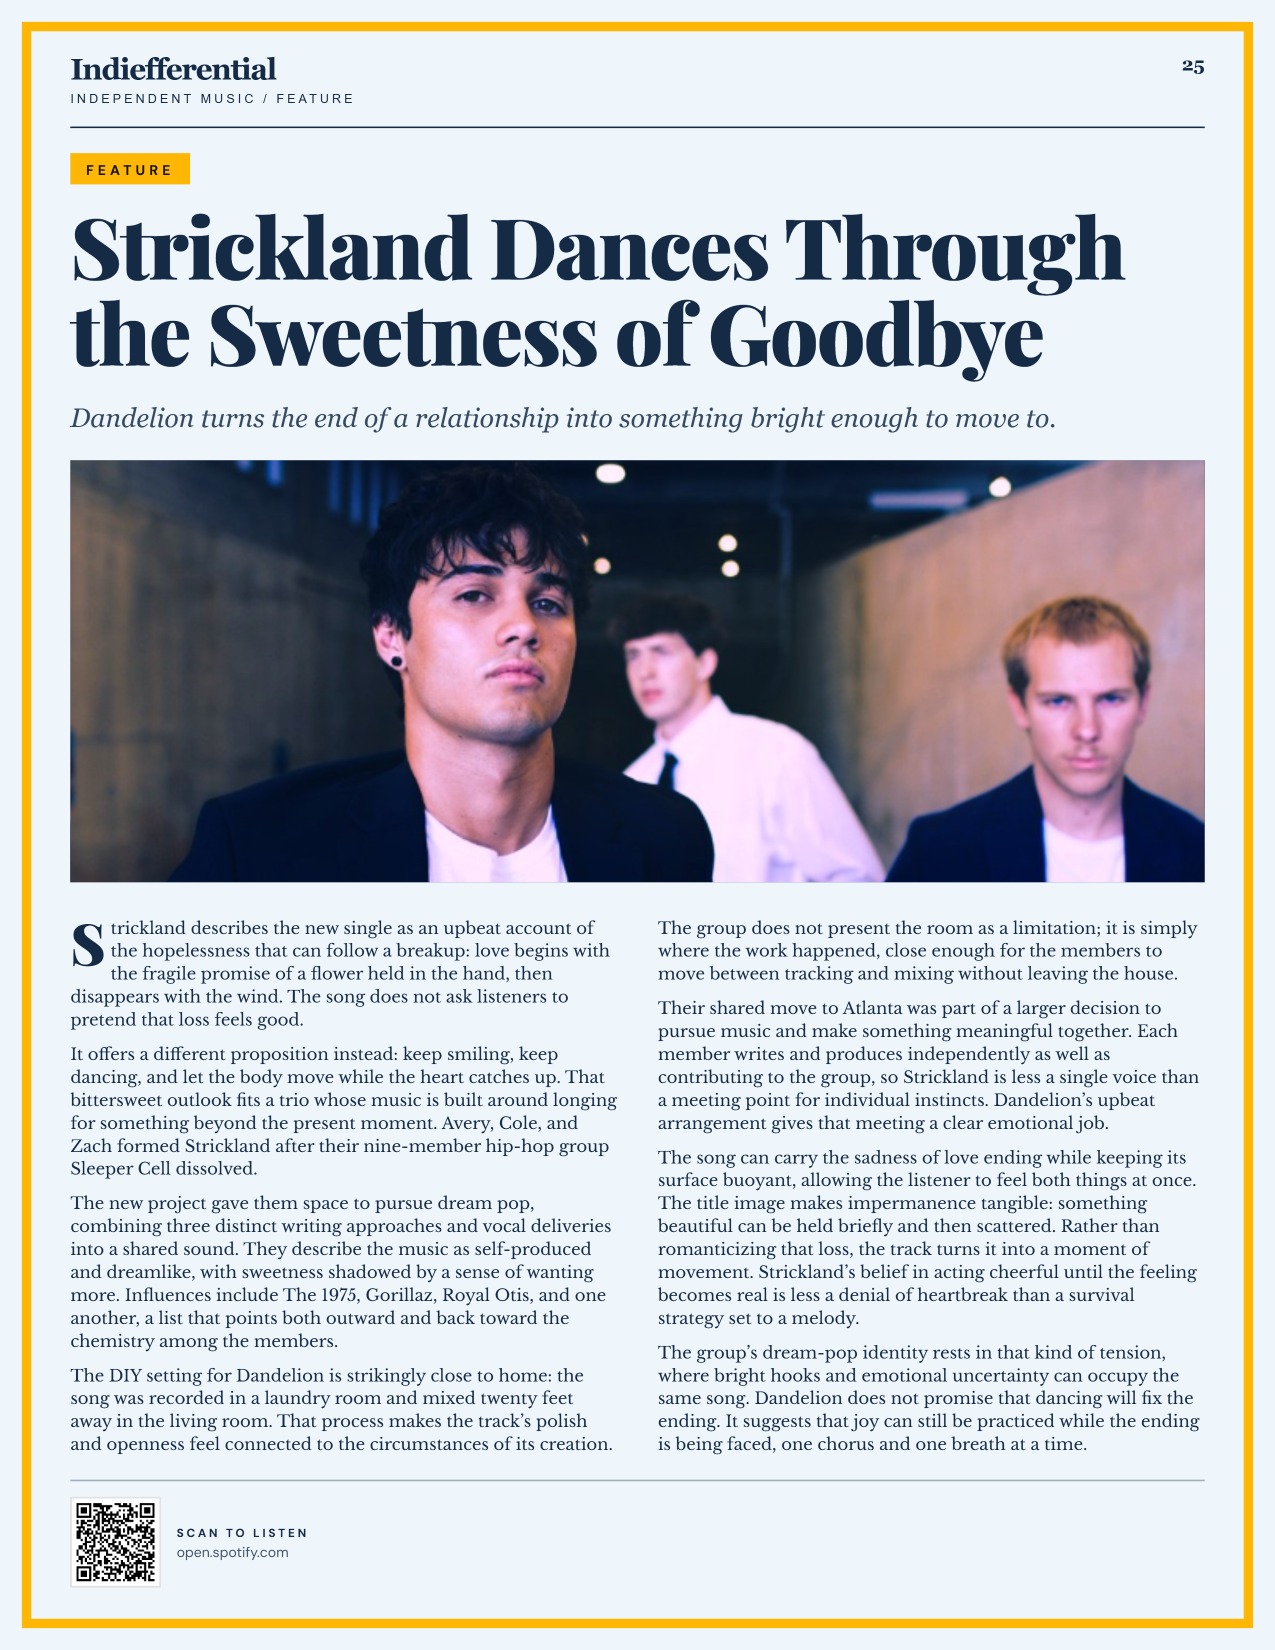 Indiefferential
25
INDEPENDENT MUSIC / FEATURE
FEATURE
Strickland Dances Through
the Sweetness of Goodbye
Dandelion turns the end of a relationship into something bright enough to move to.
Strickland describes the new single as an upbeat account of
the hopelessness that can follow a breakup: love begins with
the fragile promise of a flower held in the hand, then
disappears with the wind. The song does not ask listeners to
pretend that loss feels good.
It offers a different proposition instead: keep smiling, keep
dancing, and let the body move while the heart catches up. That
bittersweet outlook fits a trio whose music is built around longing
for something beyond the present moment. Avery, Cole, and
Zach formed Strickland after their nine-member hip-hop group
Sleeper Cell dissolved.
The new project gave them space to pursue dream pop,
combining three distinct writing approaches and vocal deliveries
into a shared sound. They describe the music as self-produced
and dreamlike, with sweetness shadowed by a sense of wanting
more. Influences include The 1975, Gorillaz, Royal Otis, and one
another, a list that points both outward and back toward the
chemistry among the members.
The DIY setting for Dandelion is strikingly close to home: the
song was recorded in a laundry room and mixed twenty feet
away in the living room. That process makes the track’s polish
and openness feel connected to the circumstances of its creation.
The group does not present the room as a limitation; it is simply
where the work happened, close enough for the members to
move between tracking and mixing without leaving the house.
Their shared move to Atlanta was part of a larger decision to
pursue music and make something meaningful together. Each
member writes and produces independently as well as
contributing to the group, so Strickland is less a single voice than
a meeting point for individual instincts. Dandelion’s upbeat
arrangement gives that meeting a clear emotional job.
The song can carry the sadness of love ending while keeping its
surface buoyant, allowing the listener to feel both things at once.
The title image makes impermanence tangible: something
beautiful can be held briefly and then scattered. Rather than
romanticizing that loss, the track turns it into a moment of
movement. Strickland’s belief in acting cheerful until the feeling
becomes real is less a denial of heartbreak than a survival
strategy set to a melody.
The group’s dream-pop identity rests in that kind of tension,
where bright hooks and emotional uncertainty can occupy the
same song. Dandelion does not promise that dancing will fix the
ending. It suggests that joy can still be practiced while the ending
is being faced, one chorus and one breath at a time.
SCAN TO LISTEN
open.spotify.com